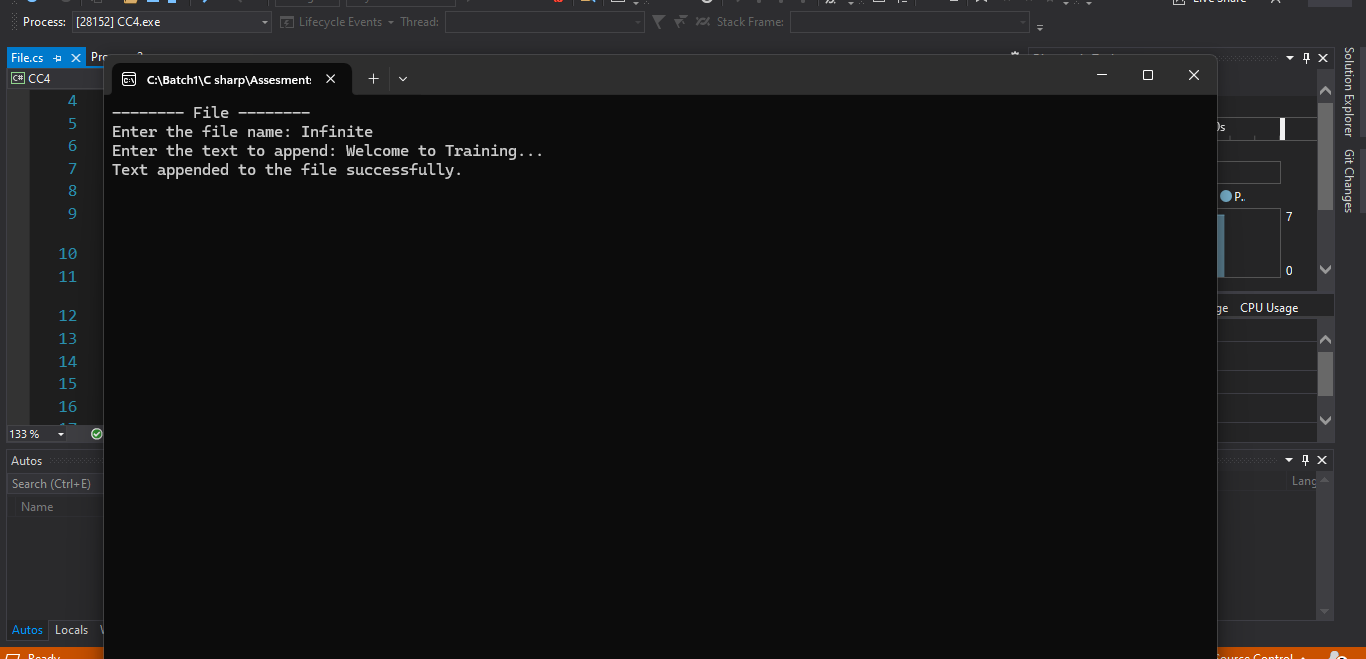 Live Share
Process: [28152] CC4.exe Lifecycle Events Thread: Stack Frame:
File.cs
CC4
C:\Batch1\C sharp\Assesment
4
5
6
7
8
9
10
11
12
13
14
15
16
17
-------- File --------
Enter the file name: Infinite
Enter the text to append: Welcome to Training...
Text appended to the file successfully.
0s
P..
7
0
CPU Usage
Solution Explorer
Git Changes
133 %
Autos
Search (Ctrl+E)
Name
Lang
Autos Locals
Ready
Source Control